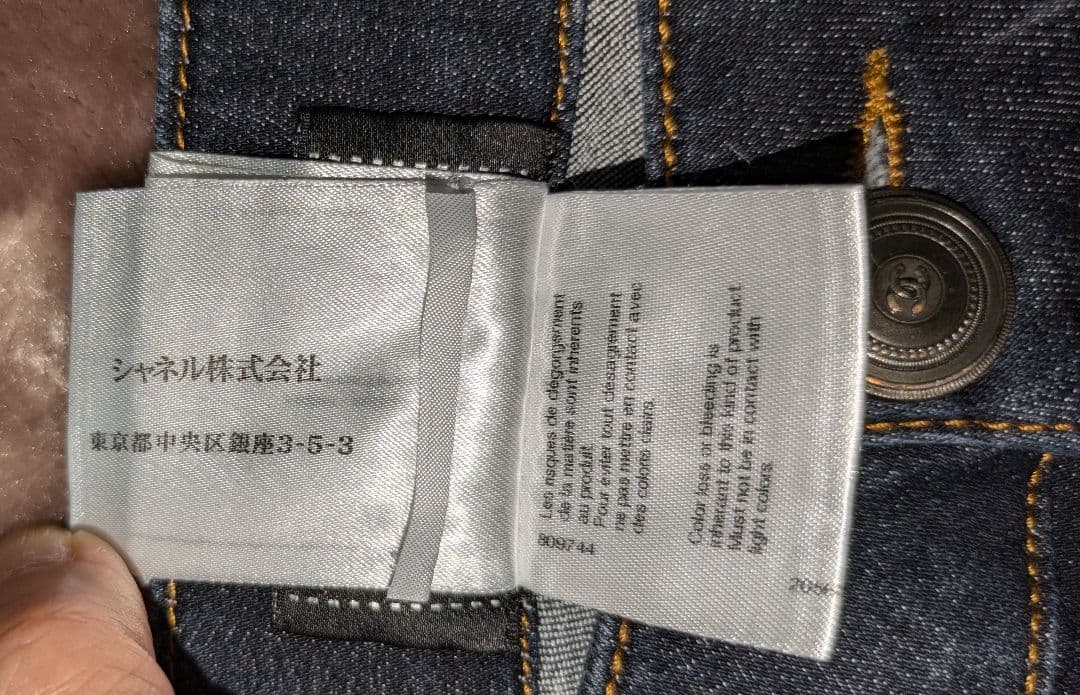 シャネル株式会社
東京都中央区銀座3-5-3
Les risques de dégorgement
de la matière sont inhérents
au produit.
Pour éviter tout désagrément
ne pas mettre en contact avec
des coloris clairs.
809744
Color loss or bleeding is
inherant to this kind of product.
Must not be in contact with
light colors.